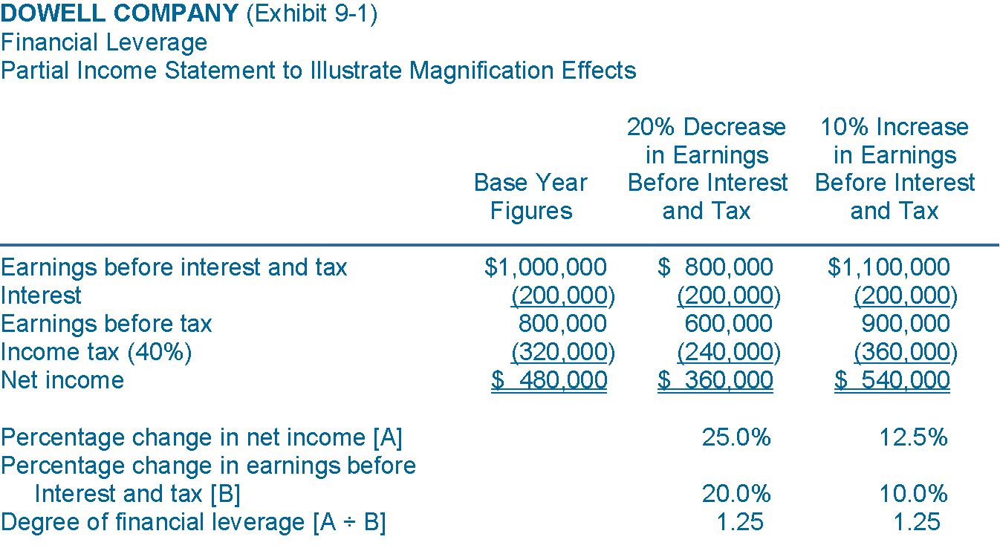 DOWELL COMPANY (Exhibit 9-1)
Financial Leverage
Partial Income Statement to Illustrate Magnification Effects
20% Decrease 10% Increase
in Earnings in Earnings
Base Year Before Interest Before Interest
Figures and Tax and Tax
Earnings before interest and tax $1,000,000 $ 800,000 $1,100,000
Interest (200,000) (200,000) (200,000)
Earnings before tax 800,000 600,000 900,000
Income tax (40%) (320,000) (240,000) (360,000)
Net income $ 480,000 $ 360,000 $ 540,000
Percentage change in net income [A] 25.0% 12.5%
Percentage change in earnings before
Interest and tax [B] 20.0% 10.0%
Degree of financial leverage [A ÷ B] 1.25 1.25